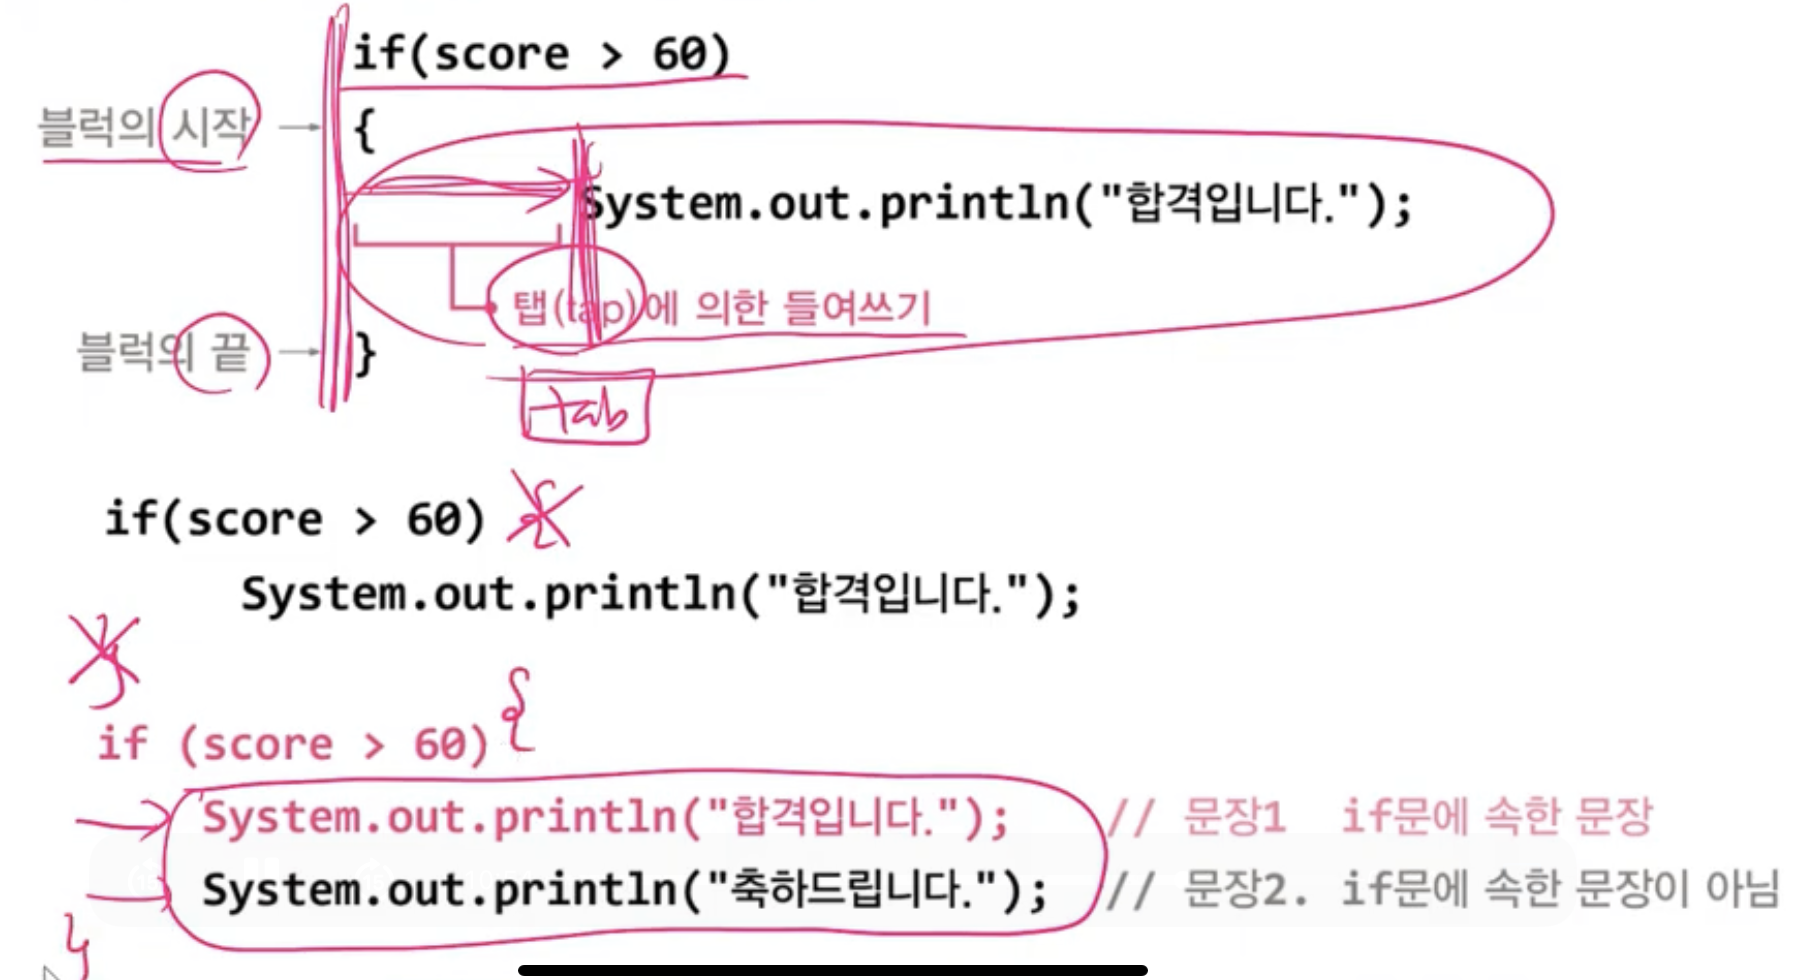 if(score > 60)
블럭의 시작 → {
System.out.println("합격입니다.");
탭(tap)에 의한 들여쓰기
블럭의 끝 → }
tab
if(score > 60) {
System.out.println("합격입니다.");
}
if (score > 60) {
System.out.println("합격입니다."); // 문장1 if문에 속한 문장
System.out.println("축하드립니다."); // 문장2. if문에 속한 문장이 아님
}